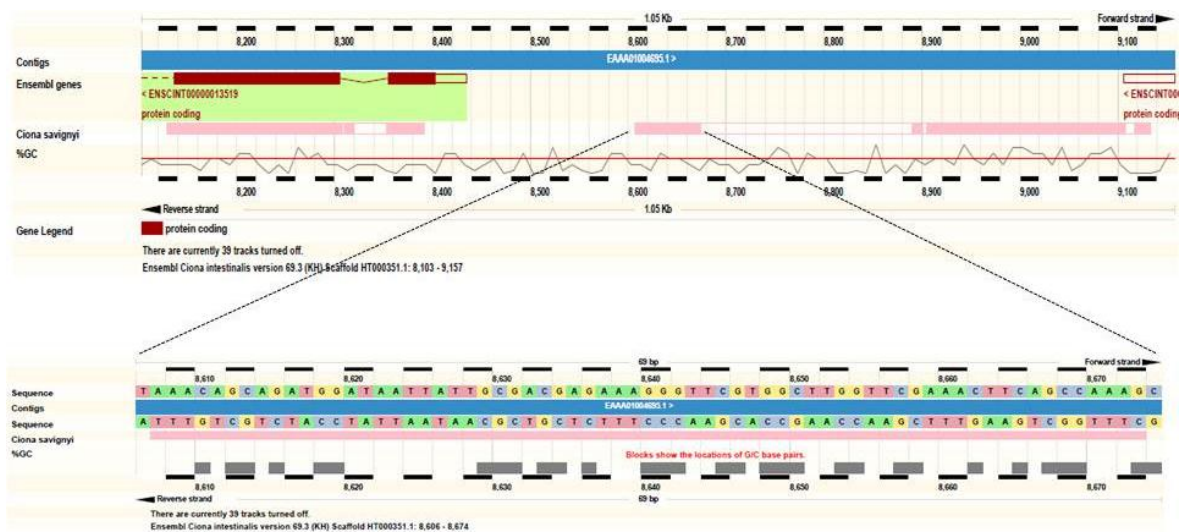 1.05 Kb Forward strand
8,200 8,300 8,400 8,500 8,600 8,700 8,800 8,900 9,000 9,100
Contigs EAAA01004695.1 >
Ensembl genes
< ENSCINT00000013519 < ENSCINT00(
protein coding protein coding
Ciona savignyi
%GC
8,200 8,300 8,400 8,500 8,600 8,700 8,800 8,900 9,000 9,100
Reverse strand 1.05 Kb
Gene Legend protein coding
There are currently 39 tracks turned off.
Ensembl Ciona intestinalis version 69.3 (KH) Scaffold HT000351.1: 8,103 - 9,157
69 bp Forward strand
8,610 8,620 8,630 8,640 8,650 8,660 8,670
Sequence T A A A C A G C A G A T G G A T A A T T A T T G C G A C G A G A A A G G G T T C G T G G C T T G G T T C G A A A C T T C A G C C A A A G C
Contigs EAAA01004695.1 >
Sequence A T T T G T C G T C T A C C T A T T A A T A A C G C T G C T C T T T C C C A A G C A C C G A A C C A A G C T T T G A A G T C G G T T T C G
Ciona savignyi
%GC Blocks show the locations of G/C base pairs.
8,610 8,620 8,630 8,640 8,650 8,660 8,670
Reverse strand 69 bp
There are currently 39 tracks turned off.
Ensembl Ciona intestinalis version 69.3 (KH) Scaffold HT000351.1: 8,606 - 8,674